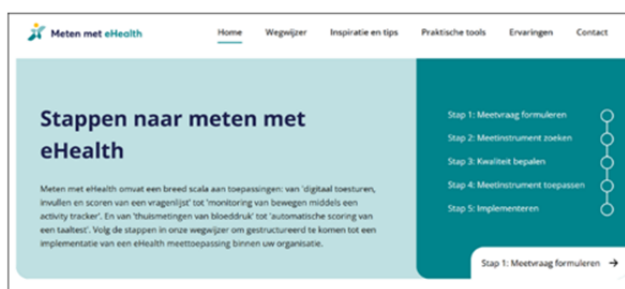 Meten met eHealth
Home Wegwijzer Inspiratie en tips Praktische tools Ervaringen Contact
Stappen naar meten met
eHealth
Meten met eHealth omvat een breed scala aan toepassingen: van 'digitaal toesturen,
invullen en scoren van een vragenlijst' tot 'monitoring van bewegen middels een
activity tracker'. En van 'thuismetingen van bloeddruk' tot 'automatische scoring van
een taaltest'. Volg de stappen in onze wegwijzer om gestructureerd te komen tot een
implementatie van een eHealth meettoepassing binnen uw organisatie.
Stap 1: Meetvraag formuleren
Stap 2: Meetinstrument zoeken
Stap 3: Kwaliteit bepalen
Stap 4: Meetinstrument toepassen
Stap 5: Implementeren
Stap 1: Meetvraag formuleren →